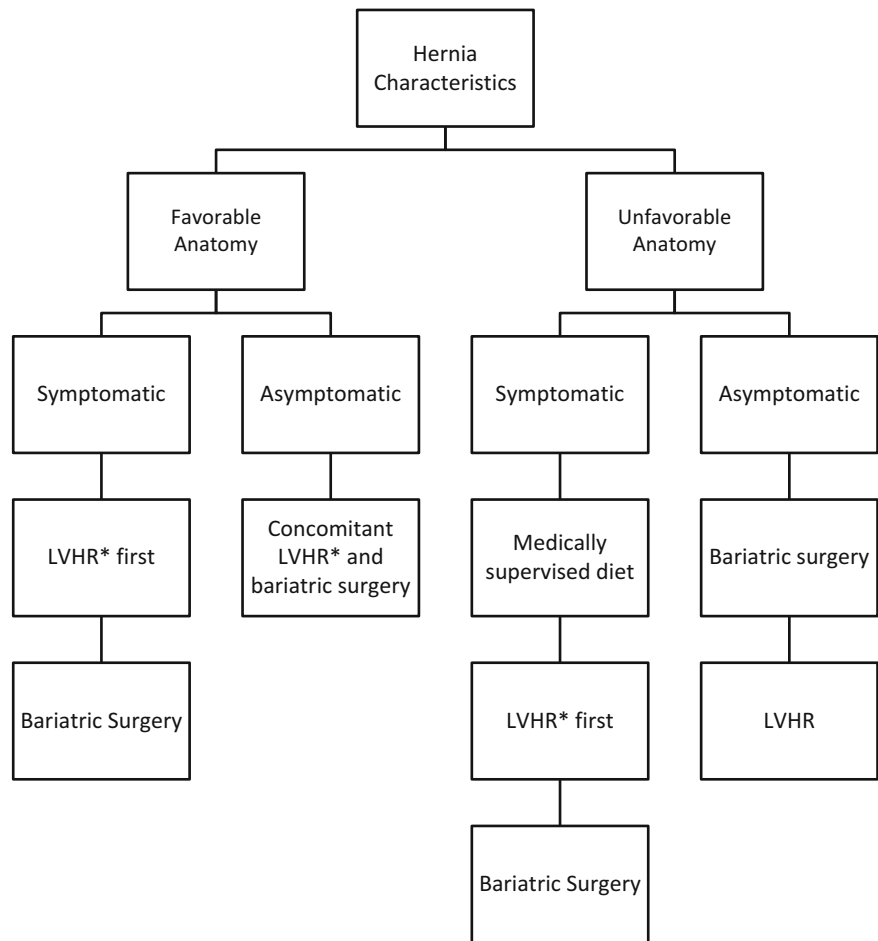 Hernia
Characteristics
Favorable
Anatomy
Unfavorable
Anatomy
Symptomatic
Asymptomatic
Symptomatic
Asymptomatic
LVHR* first
Concomitant
LVHR* and
bariatric surgery
Medically
supervised diet
Bariatric surgery
Bariatric Surgery
LVHR* first
LVHR
Bariatric Surgery